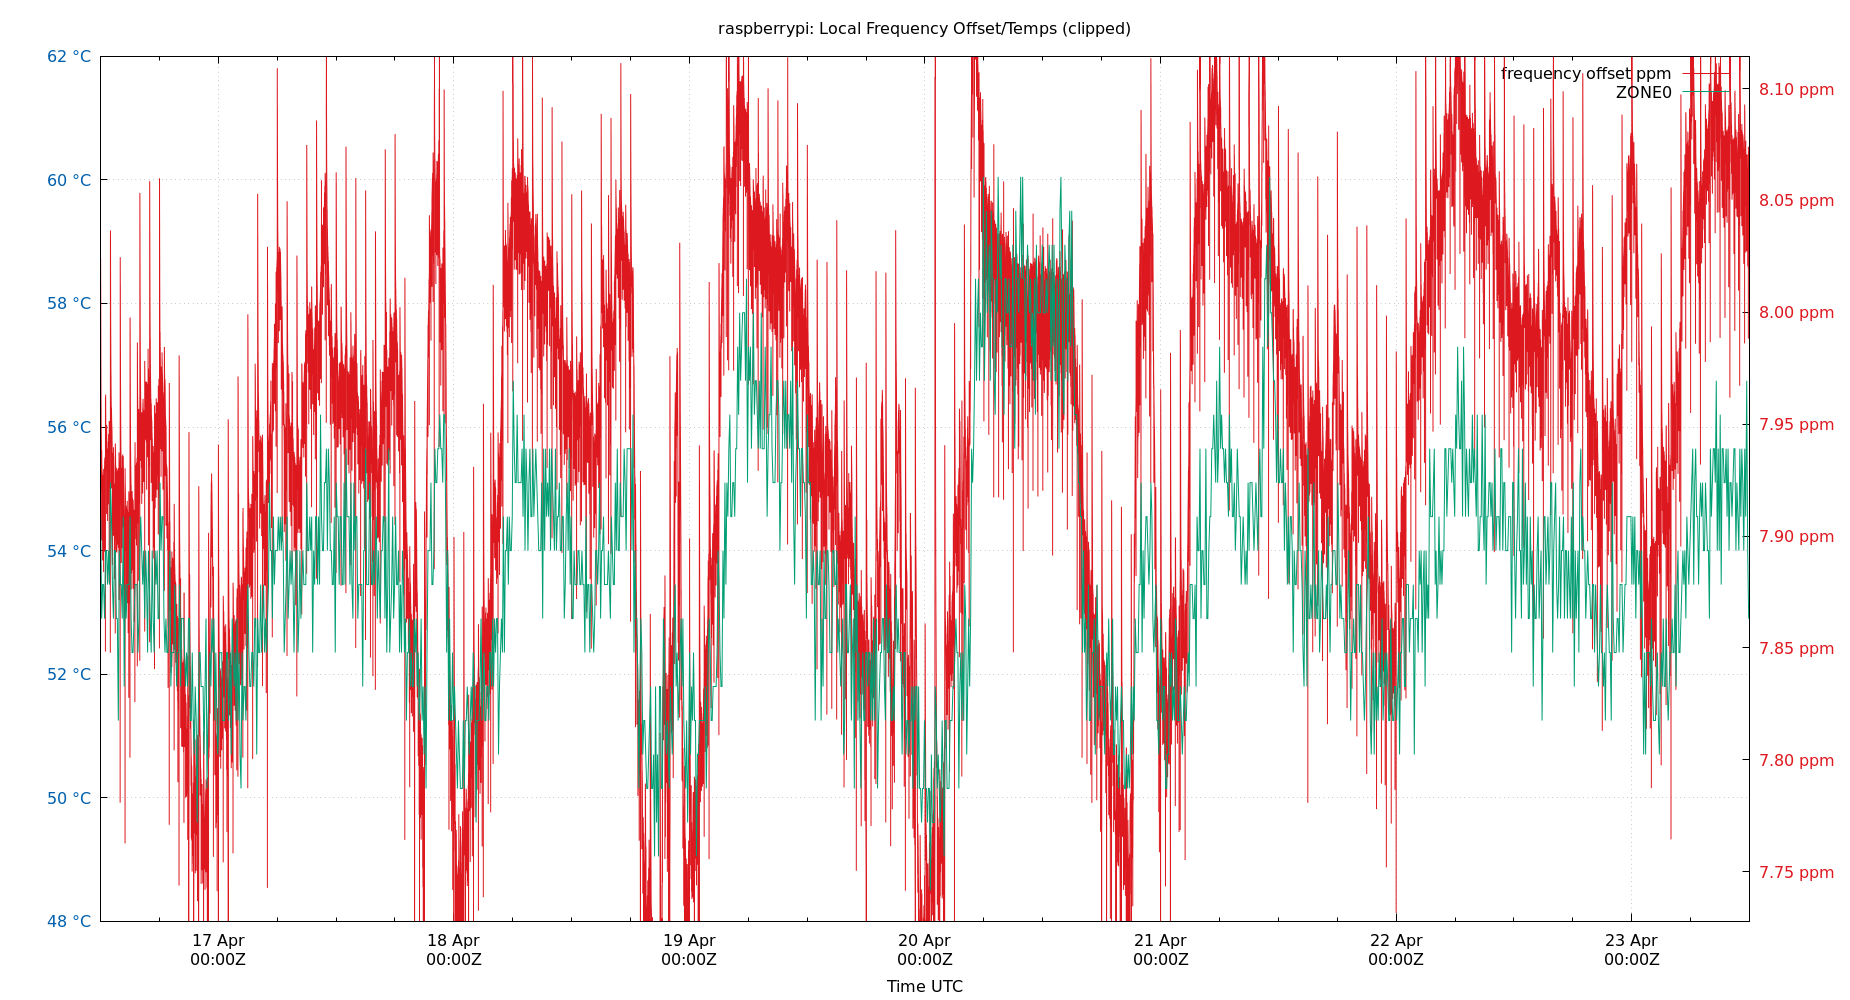 raspberrypi: Local Frequency Offset/Temps (clipped)
frequency offset ppm
ZONE0
62 °C
60 °C
58 °C
56 °C
54 °C
52 °C
50 °C
48 °C
8.10 ppm
8.05 ppm
8.00 ppm
7.95 ppm
7.90 ppm
7.85 ppm
7.80 ppm
7.75 ppm
17 Apr 18 Apr 19 Apr 20 Apr 21 Apr 22 Apr 23 Apr
00:00Z 00:00Z 00:00Z 00:00Z 00:00Z 00:00Z 00:00Z
Time UTC